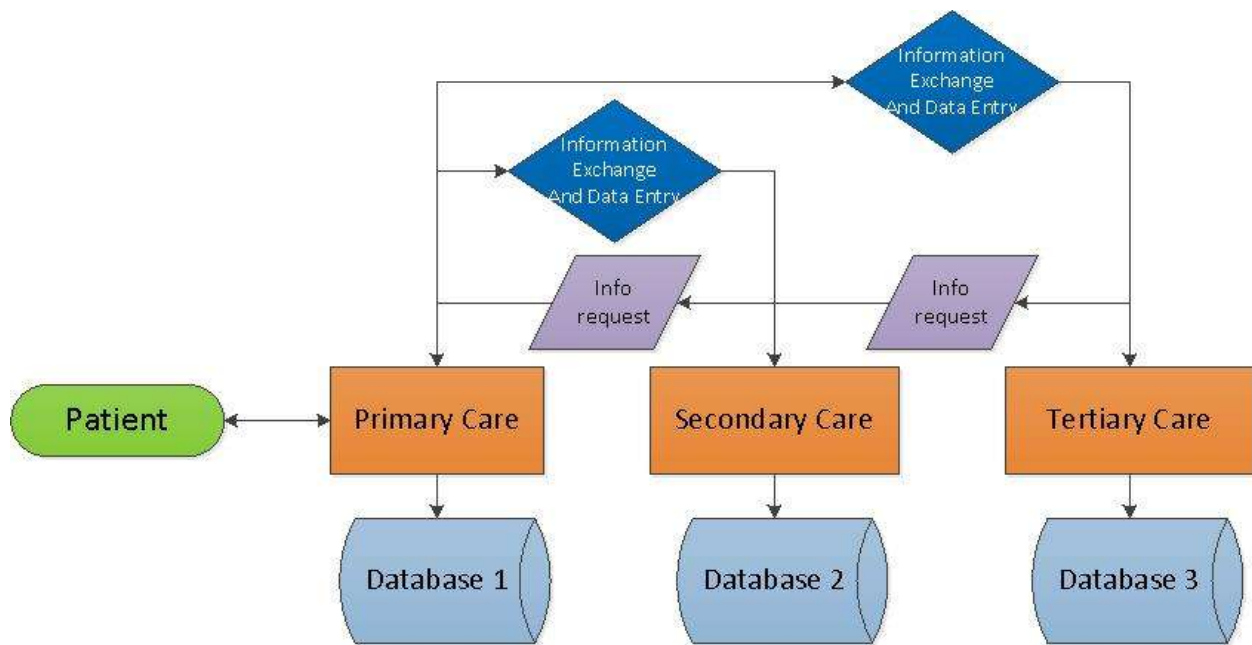 Information
Exchange
And Data Entry
Information
Exchange
And Data Entry
Info
request
Info
request
Patient
Primary Care
Secondary Care
Tertiary Care
Database 1
Database 2
Database 3